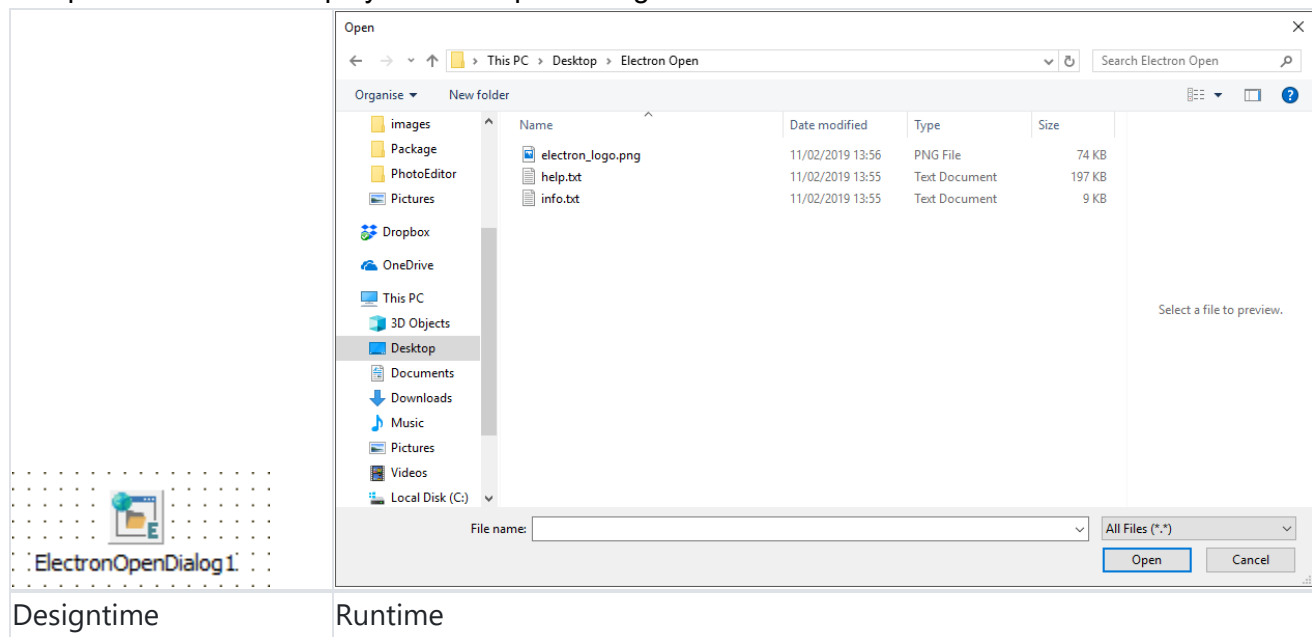 Open
This PC > Desktop > Electron Open
Search Electron Open
Organise
New folder
images
Package
PhotoEditor
Pictures
Dropbox
OneDrive
This PC
3D Objects
Desktop
Documents
Downloads
Music
Pictures
Videos
Local Disk (C:)
Name Date modified Type Size
electron_logo.png 11/02/2019 13:56 PNG File 74 KB
help.txt 11/02/2019 13:55 Text Document 197 KB
info.txt 11/02/2019 13:55 Text Document 9 KB
Select a file to preview.
File name:
All Files (*.*)
Open Cancel
E
ElectronOpenDialog1
Designtime Runtime